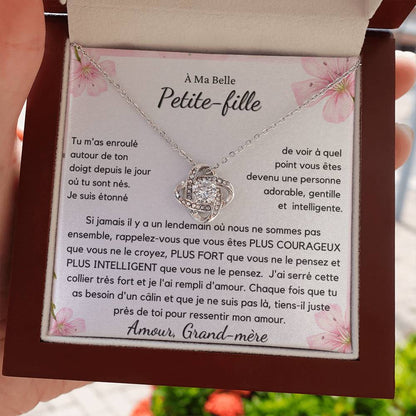 À Ma Belle
Petite-fille
Tu m'as enroulé
autour de ton
doigt depuis le jour
où tu sont nés.
Je suis étonné
de voir à quel
point vous êtes
devenu une personne
adorable, gentille
et intelligente.
Si jamais il y a un lendemain où nous ne sommes pas
ensemble, rappelez-vous que vous êtes PLUS COURAGEUX
que vous ne le croyez, PLUS FORT que vous ne le pensez et
PLUS INTELLIGENT que vous ne le pensez. J'ai serré cette
collier très fort et je l'ai rempli d'amour. Chaque fois que tu
as besoin d'un câlin et que je ne suis pas là, tiens-il juste
prés de toi pour ressentir mon amour.
Amour, Grand-mère